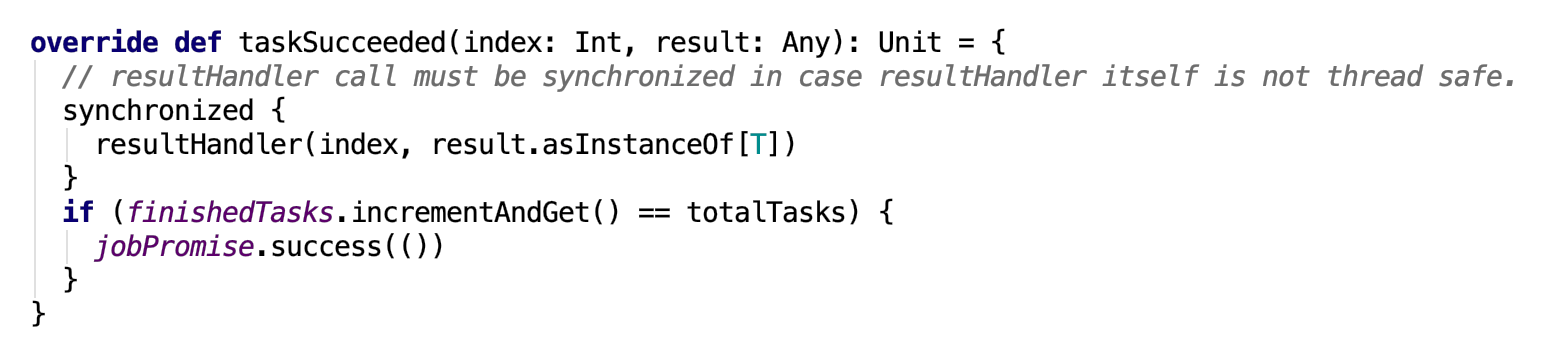 override def taskSucceeded(index: Int, result: Any): Unit = {
  // resultHandler call must be synchronized in case resultHandler itself is not thread safe.
  synchronized {
    resultHandler(index, result.asInstanceOf[T])
  }
  if (finishedTasks.incrementAndGet() == totalTasks) {
    jobPromise.success(())
  }
}